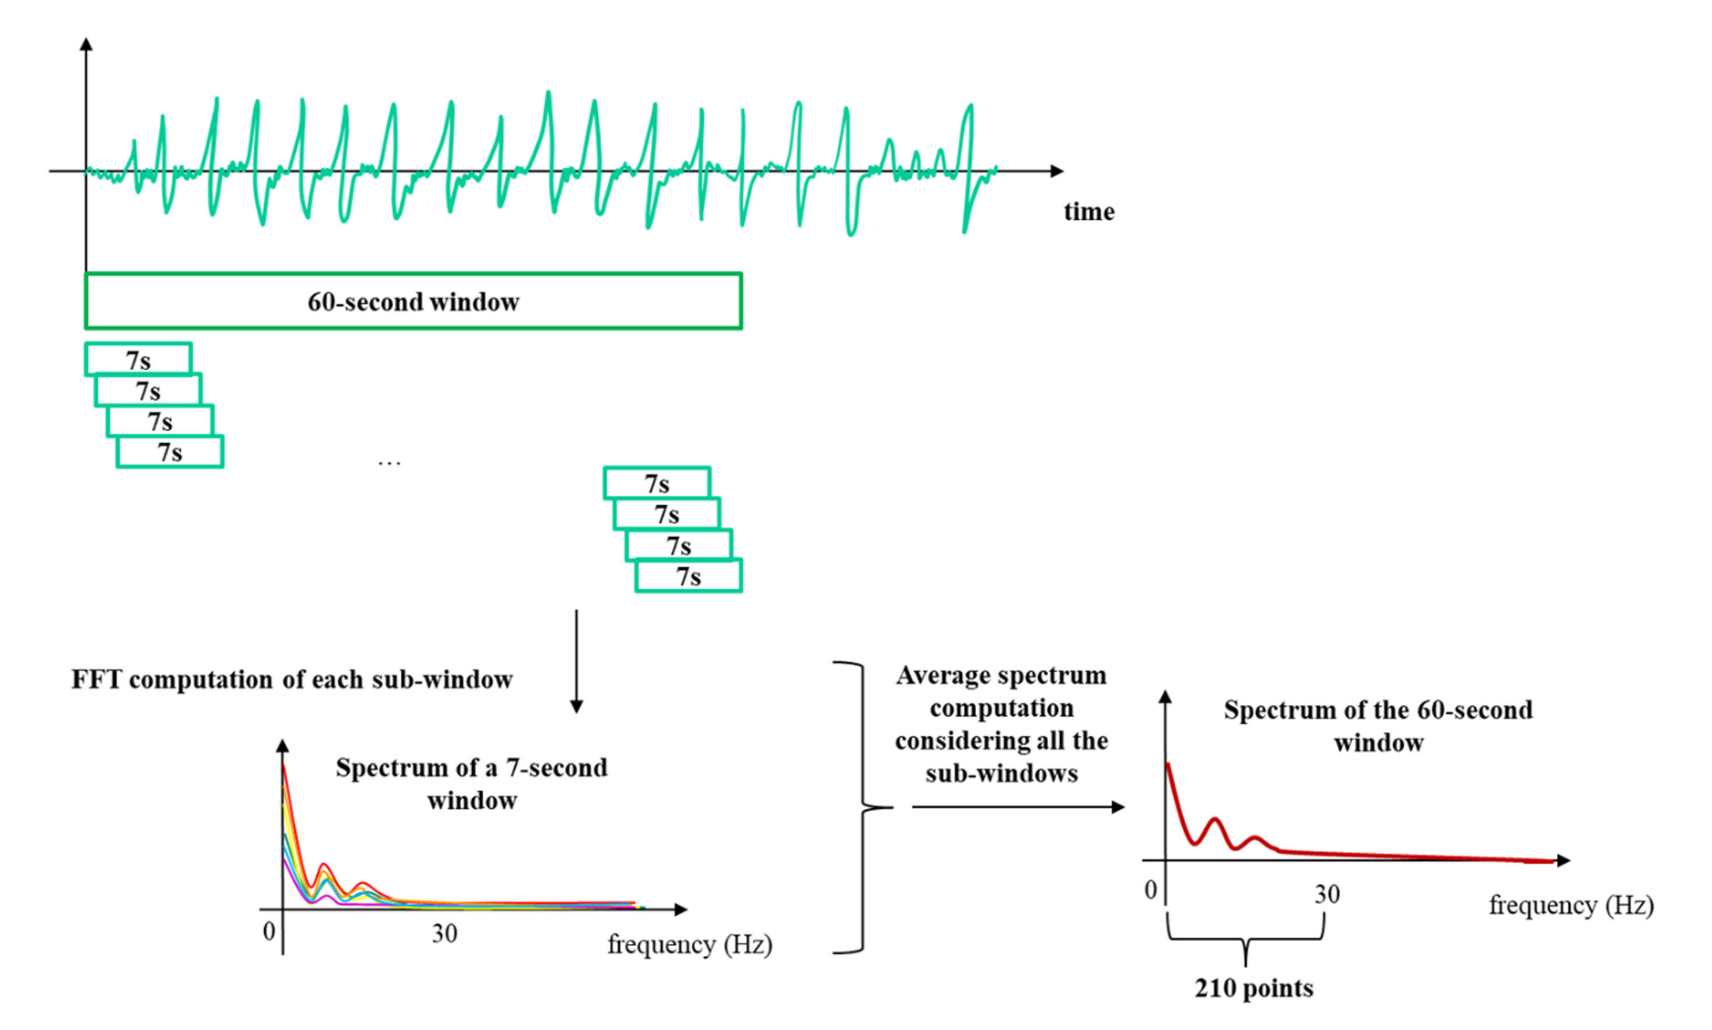 time
60-second window
7s
7s
7s
7s
...
7s
7s
7s
7s
FFT computation of each sub-window
Spectrum of a 7-second
window
0
30
frequency (Hz)
Average spectrum
computation
considering all the
sub-windows
Spectrum of the 60-second
window
0
30
frequency (Hz)
210 points